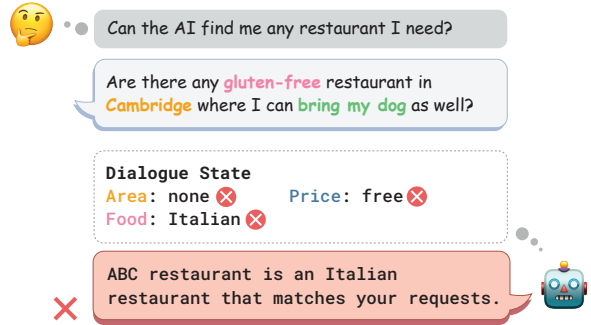 Can the AI find me any restaurant I need?
Are there any gluten-free restaurant in
Cambridge where I can bring my dog as well?
Dialogue State
Area: none Price: free
Food: Italian
ABC restaurant is an Italian
restaurant that matches your requests.